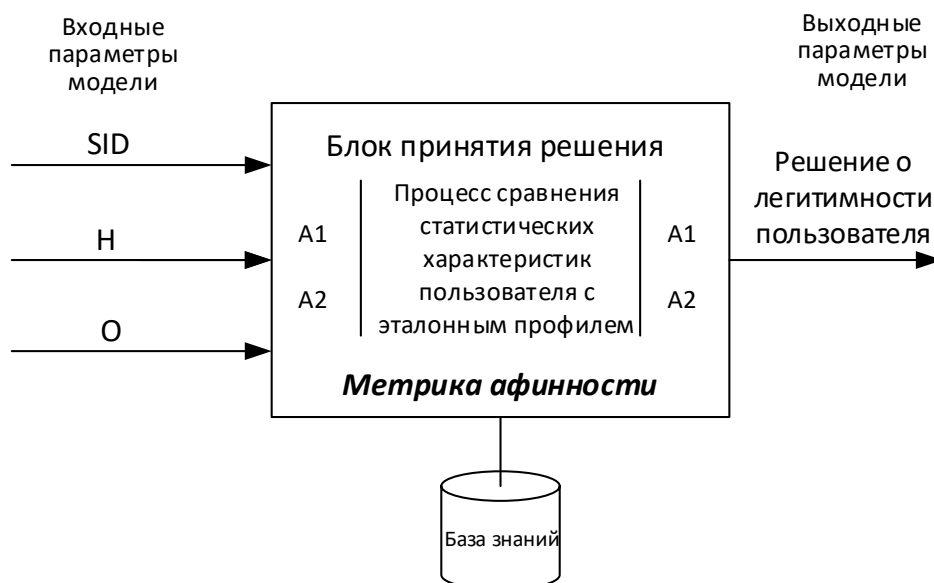 Входные
параметры
модели
Выходные
параметры
модели
SID
H
O
Блок принятия решения
A1
A2
Процесс сравнения
статистических
характеристик
пользователя с
эталонным профилем
A1
A2
Метрика афинности
Решение о
легитимности
пользователя
База знаний